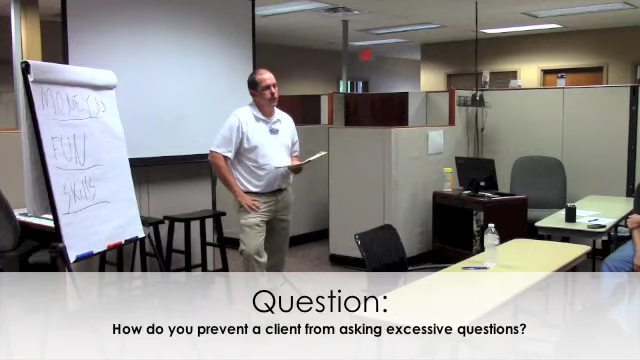 MONEY
FUN
SKills
Question:
How do you prevent a client from asking excessive questions?